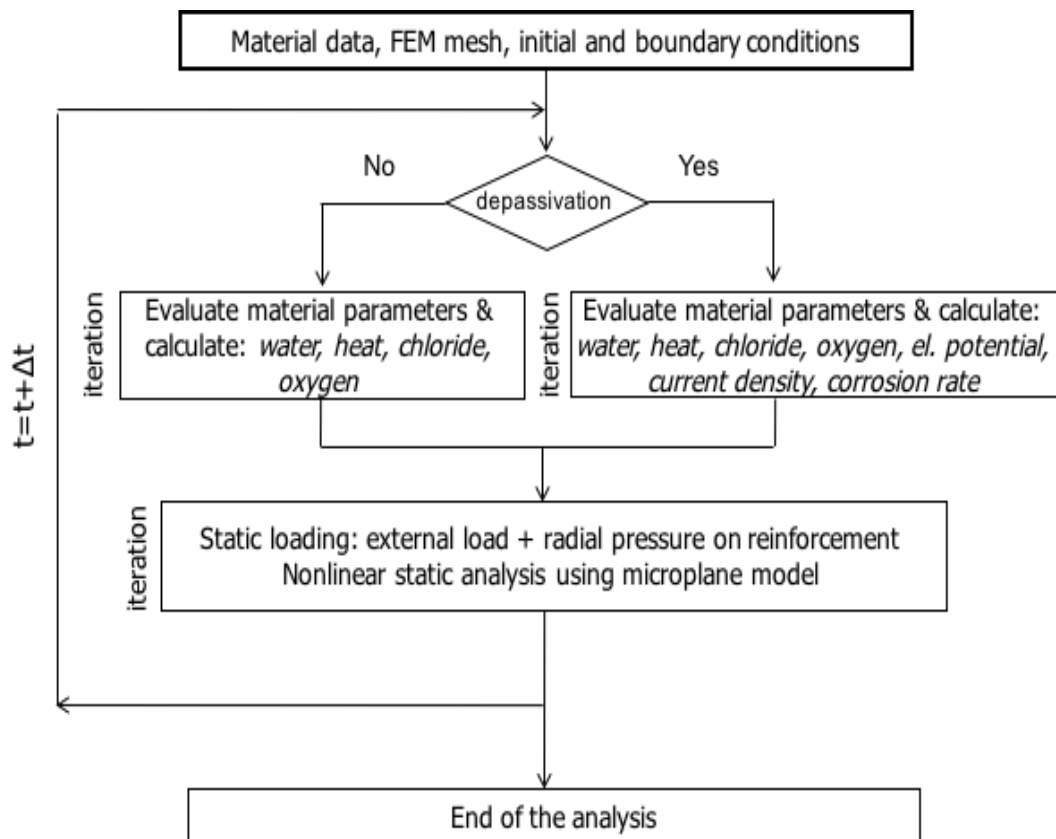 Material data, FEM mesh, initial and boundary conditions
No
Yes
depassivation
iteration
Evaluate material parameters &
calculate: water, heat, chloride,
oxygen
iteration
Evaluate material parameters & calculate:
water, heat, chloride, oxygen, el. potential,
current density, corrosion rate
t=t+Δt
iteration
Static loading: external load + radial pressure on reinforcement
Nonlinear static analysis using microplane model
End of the analysis